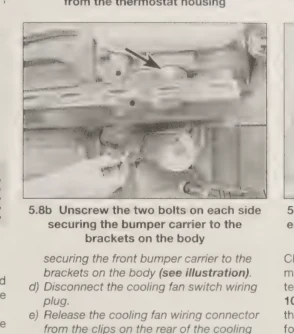 from the thermostat housing
5.8b Unscrew the two bolts on each side
securing the bumper carrier to the
brackets on the body
securing the front bumper carrier to the
brackets on the body (see illustration).
d) Disconnect the cooling fan switch wiring
plug.
e) Release the cooling fan wiring connector
from the clips on the rear of the cooling